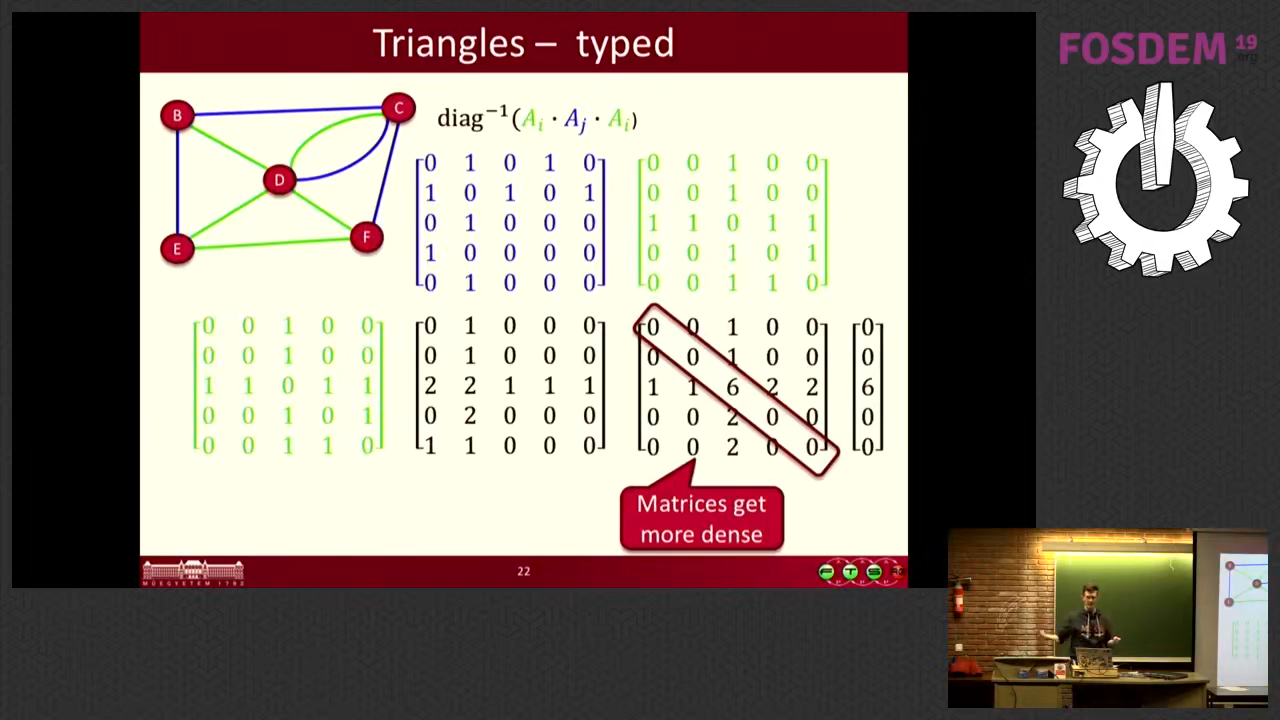 Triangles – typed
FOSDEM 19
.org
B
C
D
E
F
diag⁻¹(Aᵢ · Aⱼ · Aᵢ)
0 1 0 1 0
1 0 1 0 1
0 1 0 0 0
1 0 0 0 0
0 1 0 0 0
0 0 1 0 0
0 0 1 0 0
1 1 0 1 1
0 0 1 0 1
0 0 1 1 0
0 0 1 0 0
0 0 1 0 0
1 1 0 1 1
0 0 1 0 1
0 0 1 1 0
0 1 0 0 0
0 1 0 0 0
2 2 1 1 1
0 2 0 0 0
1 1 0 0 0
0 0 1 0 0
0 0 1 0 0
1 1 6 2 2
0 0 2 0 0
0 0 2 0 0
0
0
6
0
0
Matrices get
more dense
MŰEGYETEM 1782
22
F T S